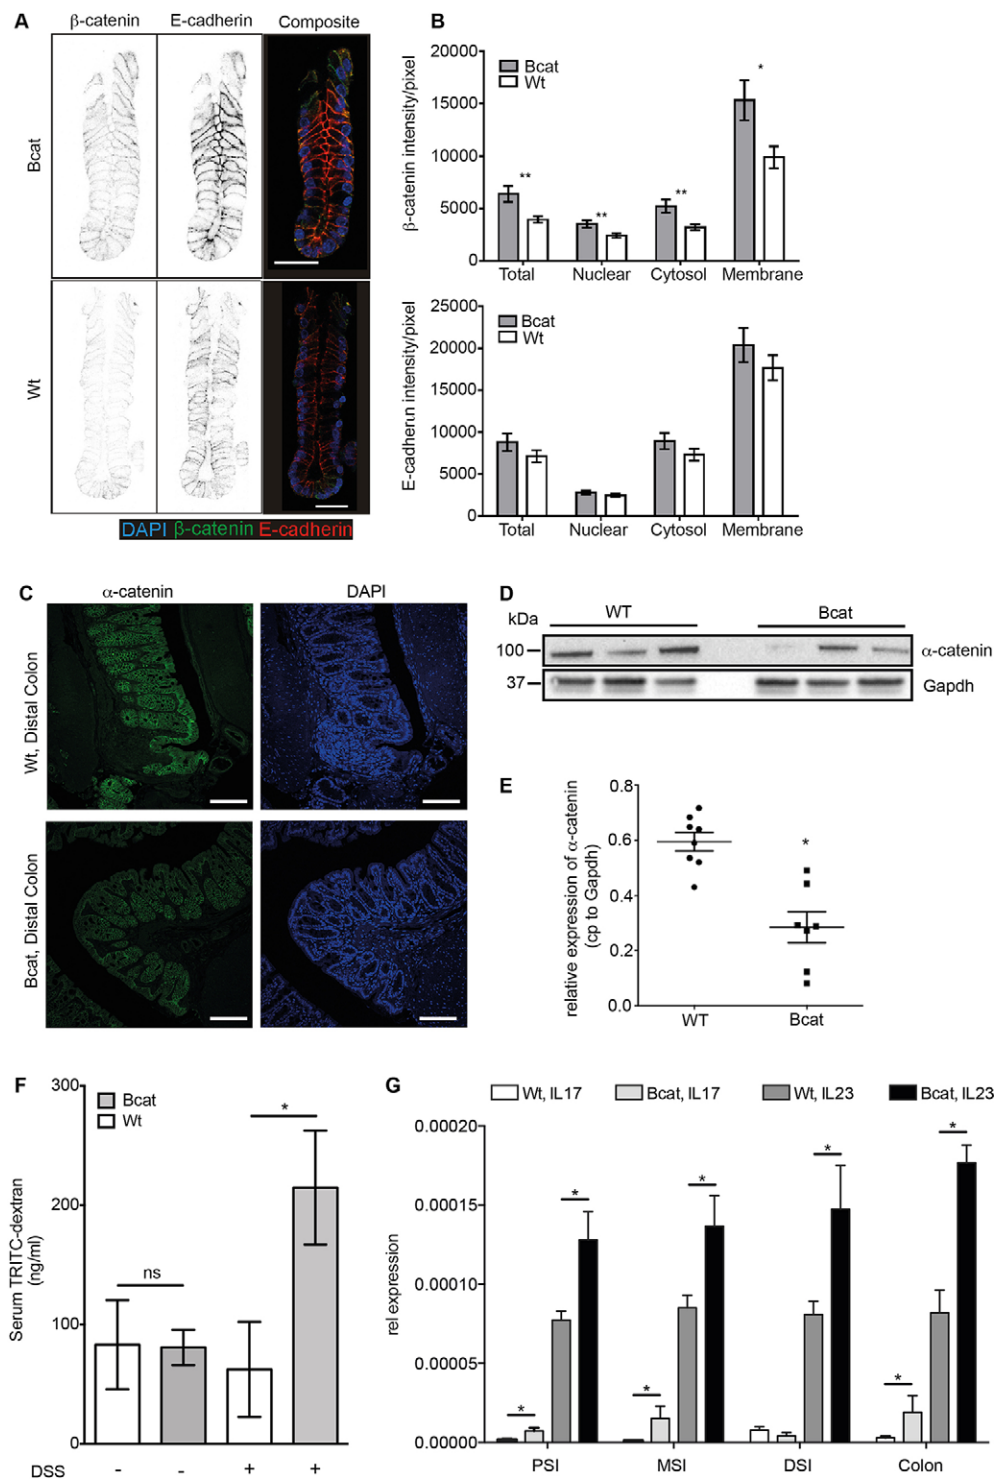 A
β-catenin E-cadherin Composite
Bcat
Wt
DAPI β-catenin E-cadherin
B
β-catenin intensity/pixel
20000
15000
10000
5000
0
Bcat
Wt
**
**
**
*
Total Nuclear Cytosol Membrane
E-cadherun intensity/pixel
25000
20000
15000
10000
5000
0
Bcat
Wt
Total Nuclear Cytosol Membrane
C
α-catenin DAPI
Wt, Distal Colon
Bcat, Distal Colon
D
kDa WT Bcat
100 α-catenin
37 Gapdh
E
relative expression of α-catenin
(cp to Gapdh)
0.8
0.6
0.4
0.2
0.0
*
WT Bcat
F
Serum TRITC-dextran
(ng/ml)
300
200
100
0
Bcat
Wt
ns
*
DSS - - + +
G
Wt, IL17 Bcat, IL17 Wt, IL23 Bcat, IL23
rel expression
0.00020
0.00015
0.00010
0.00005
0.00000
* * * * * * *
PSI MSI DSI Colon